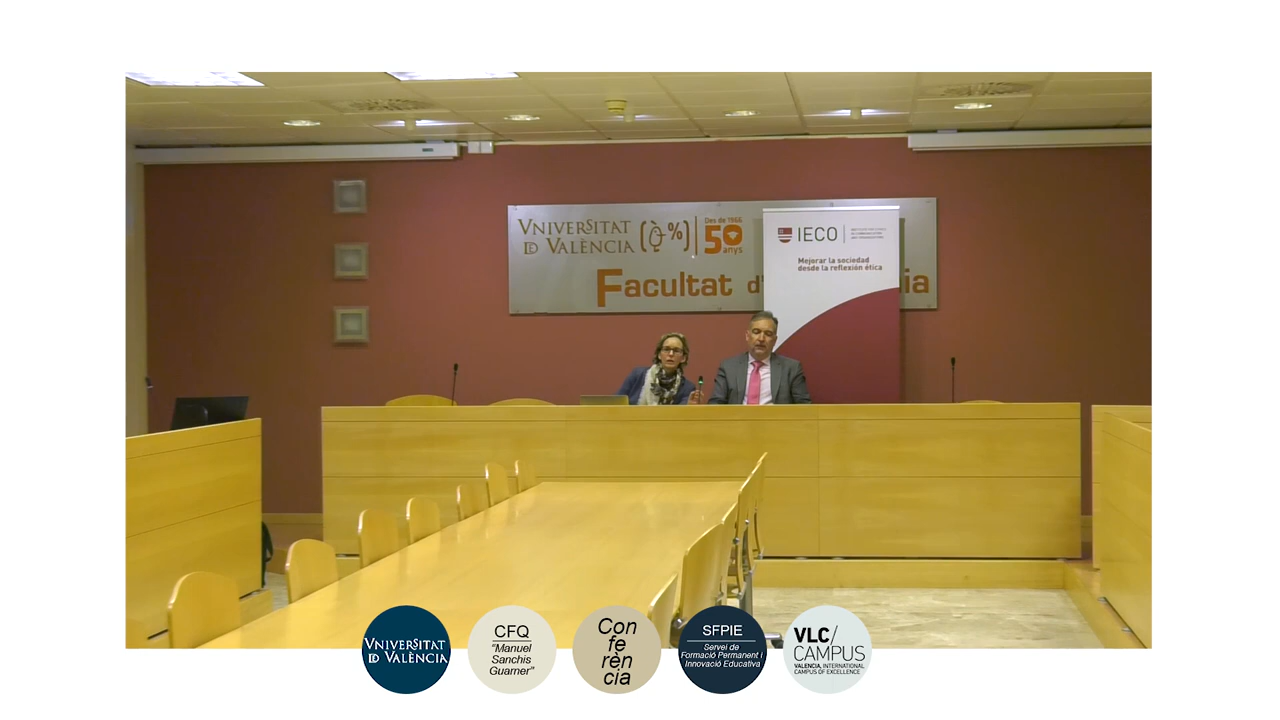 VNIVERSITAT
DE VALÈNCIA
(Ò%)
Des de 1966
50
anys
Facultat d'
ia
IECO
Mejorar la sociedad
desde la reflexión ética
VNIVERSITAT
DE VALÈNCIA
CFQ
“Manuel
Sanchis
Guarner”
Con
fe
rèn
cia
SFPIE
Servei de
Formació Permanent i
Innovació Educativa
VLC/
CAMPUS
VALENCIA, INTERNATIONAL
CAMPUS OF EXCELLENCE